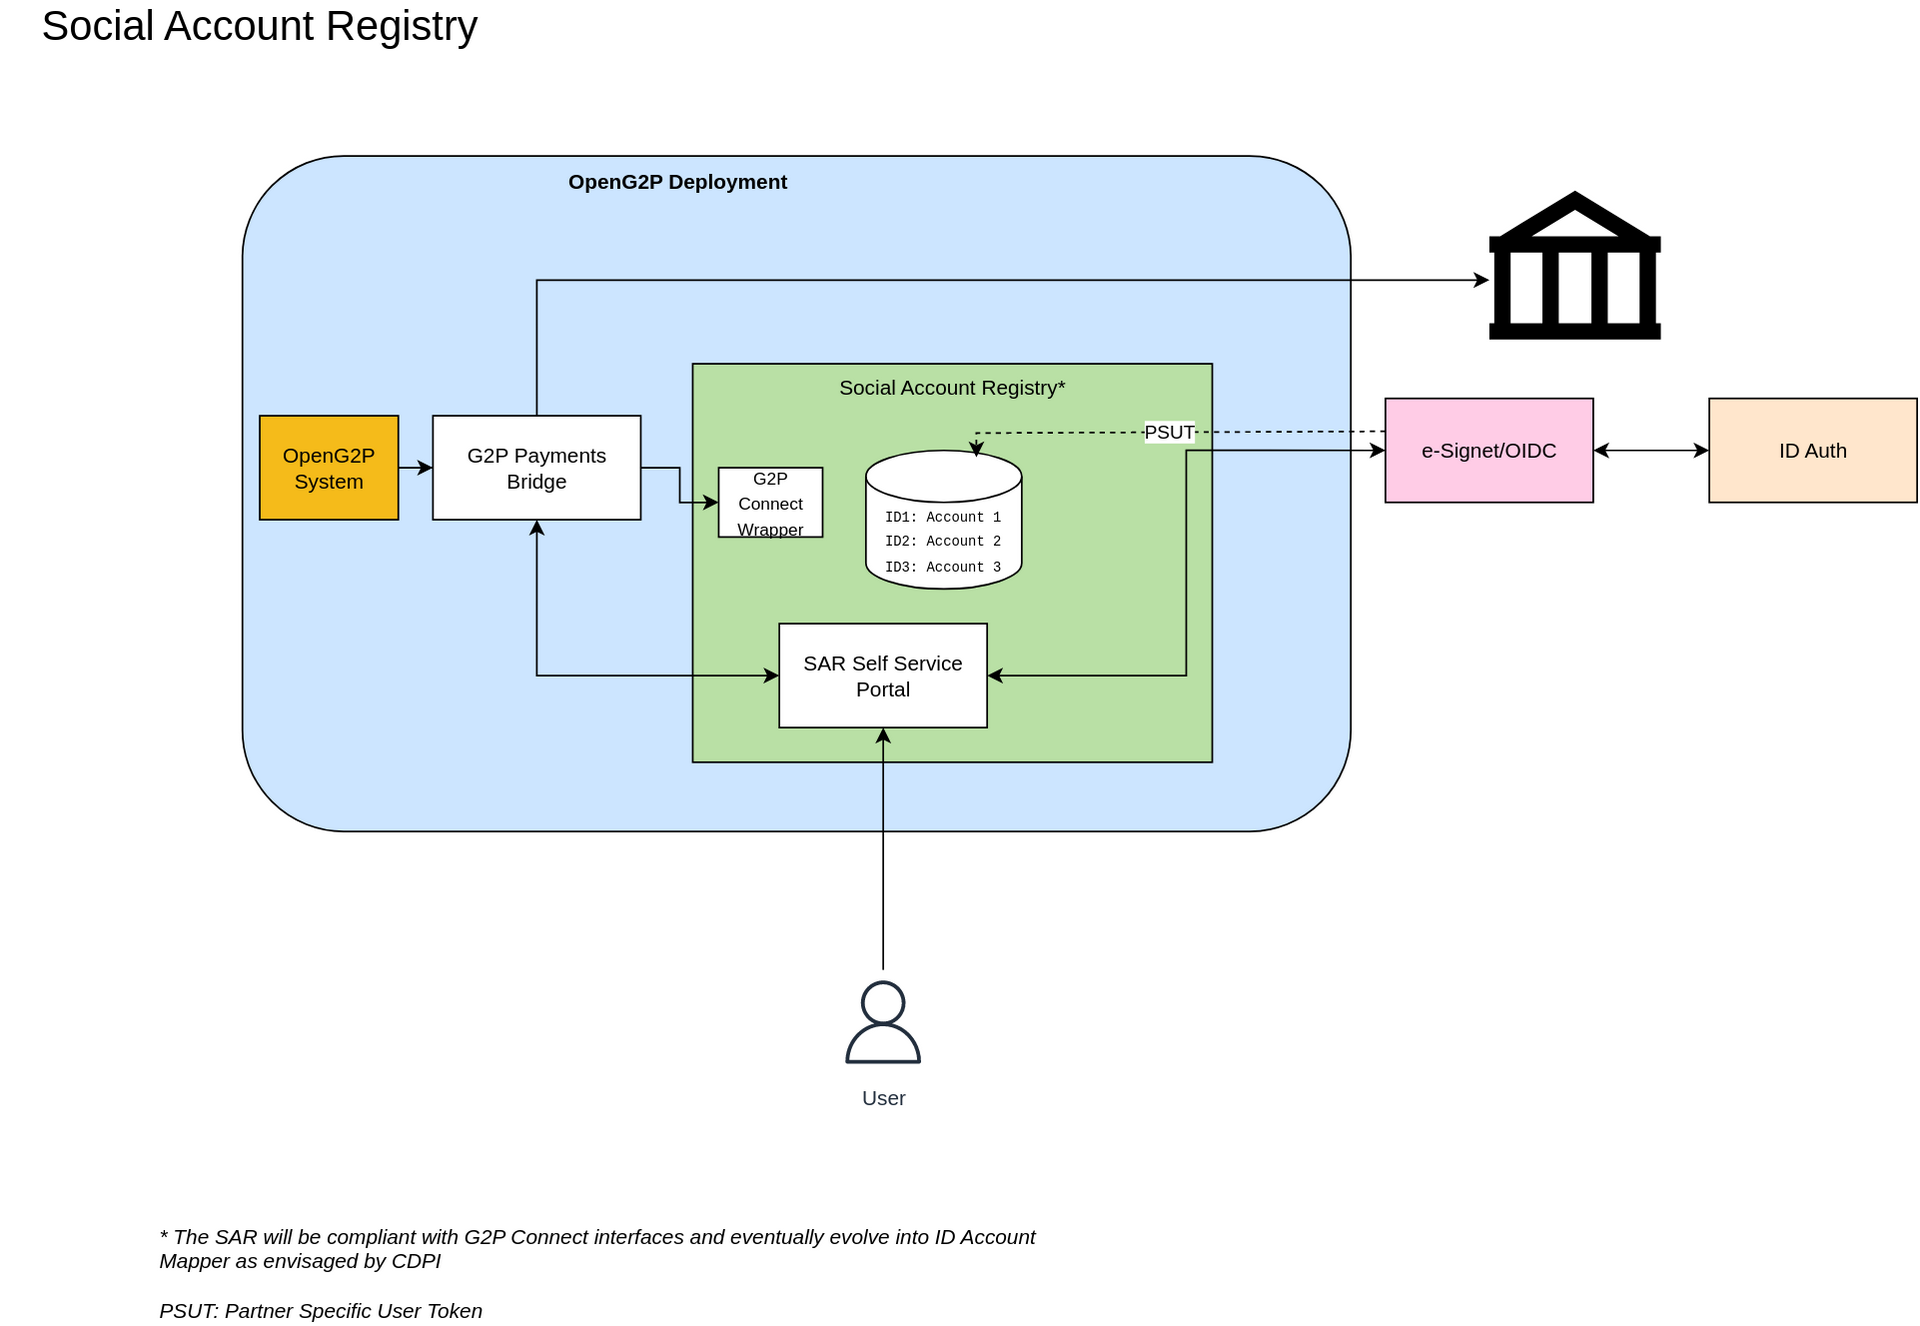 Social Account Registry
OpenG2P Deployment
Social Account Registry*
PSUT
OpenG2P
System
G2P Payments
Bridge
G2P
Connect
Wrapper
ID1: Account 1
ID2: Account 2
ID3: Account 3
e-Signet/OIDC
ID Auth
SAR Self Service
Portal
User
* The SAR will be compliant with G2P Connect interfaces and eventually evolve into ID Account
Mapper as envisaged by CDPI
PSUT: Partner Specific User Token